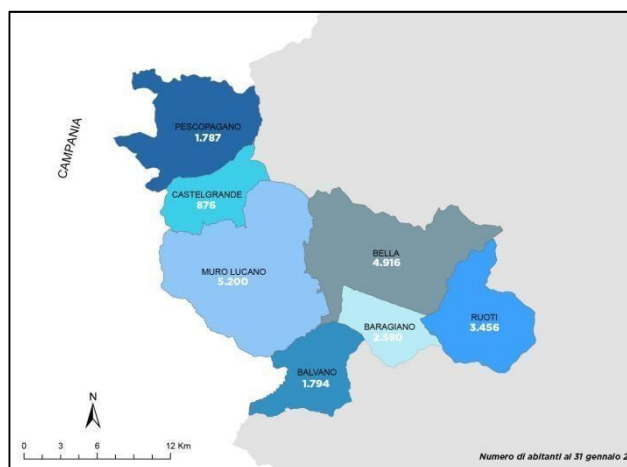 PESCOPAGANO
1.787
CAMPANIA
CASTELGRANDE
876
BELLA
4.916
MURO LUCANO
5.200
RUOTI
3.456
BARAGIANO
2.580
BALVANO
1.794
N
0 3 6 12 Km
Numero di abitanti al 31 gennaio 2